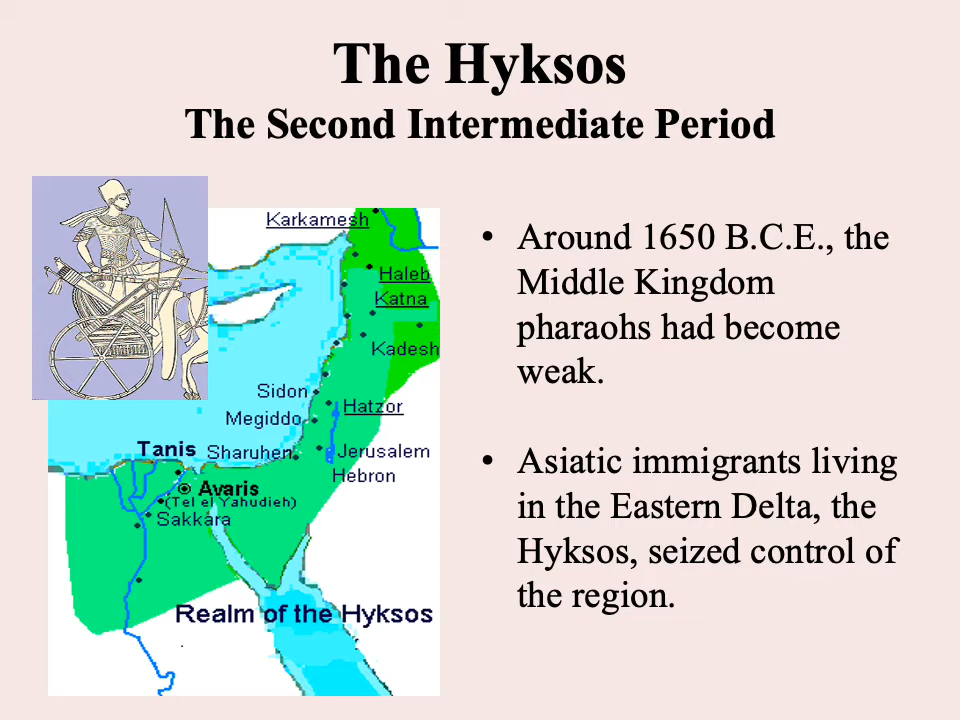 The Hyksos
The Second Intermediate Period
Karkamesh
Haleb
Katna
Kadesh
Sidon
Hatzor
Megiddo
Tanis
Sharuhen
Jerusalem
Hebron
Avaris
(Tel el Yahudieh)
Sakkara
Realm of the Hyksos
• Around 1650 B.C.E., the
Middle Kingdom
pharaohs had become
weak.
• Asiatic immigrants living
in the Eastern Delta, the
Hyksos, seized control of
the region.